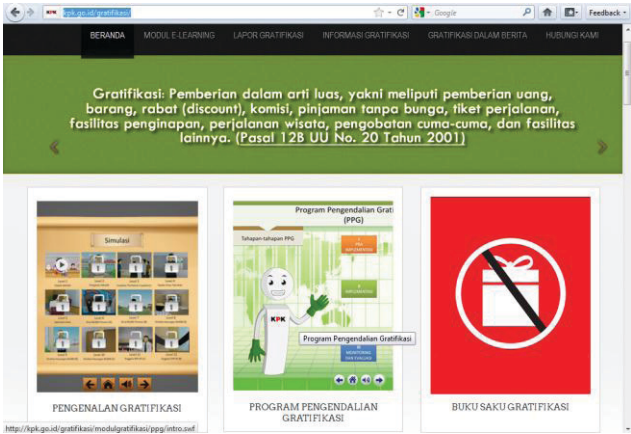 kpk.go.id/gratifikasi/
Google
Feedback
BERANDA MODUL E-LEARNING LAPOR GRATIFIKASI INFORMASI GRATIFIKASI GRATIFIKASI DALAM BERITA HUBUNGI KAMI
Gratifikasi: Pemberian dalam arti luas, yakni meliputi pemberian uang,
barang, rabat (discount), komisi, pinjaman tanpa bunga, tiket perjalanan,
fasilitas penginapan, perjalanan wisata, pengobatan cuma-cuma, dan fasilitas
lainnya. (Pasal 12B UU No. 20 Tahun 2001)
Simulasi
Program Pengendalian Grati
(PPG)
Tahapan-tahapan PPG
KPK
Program Pengendalian Gratifikasi
PENGENALAN GRATIFIKASI
PROGRAM PENGENDALIAN
GRATIFIKASI
BUKU SAKU GRATIFIKASI
http://kpk.go.id/gratifikasi/modulgratifikasi/ppg/intro.swf